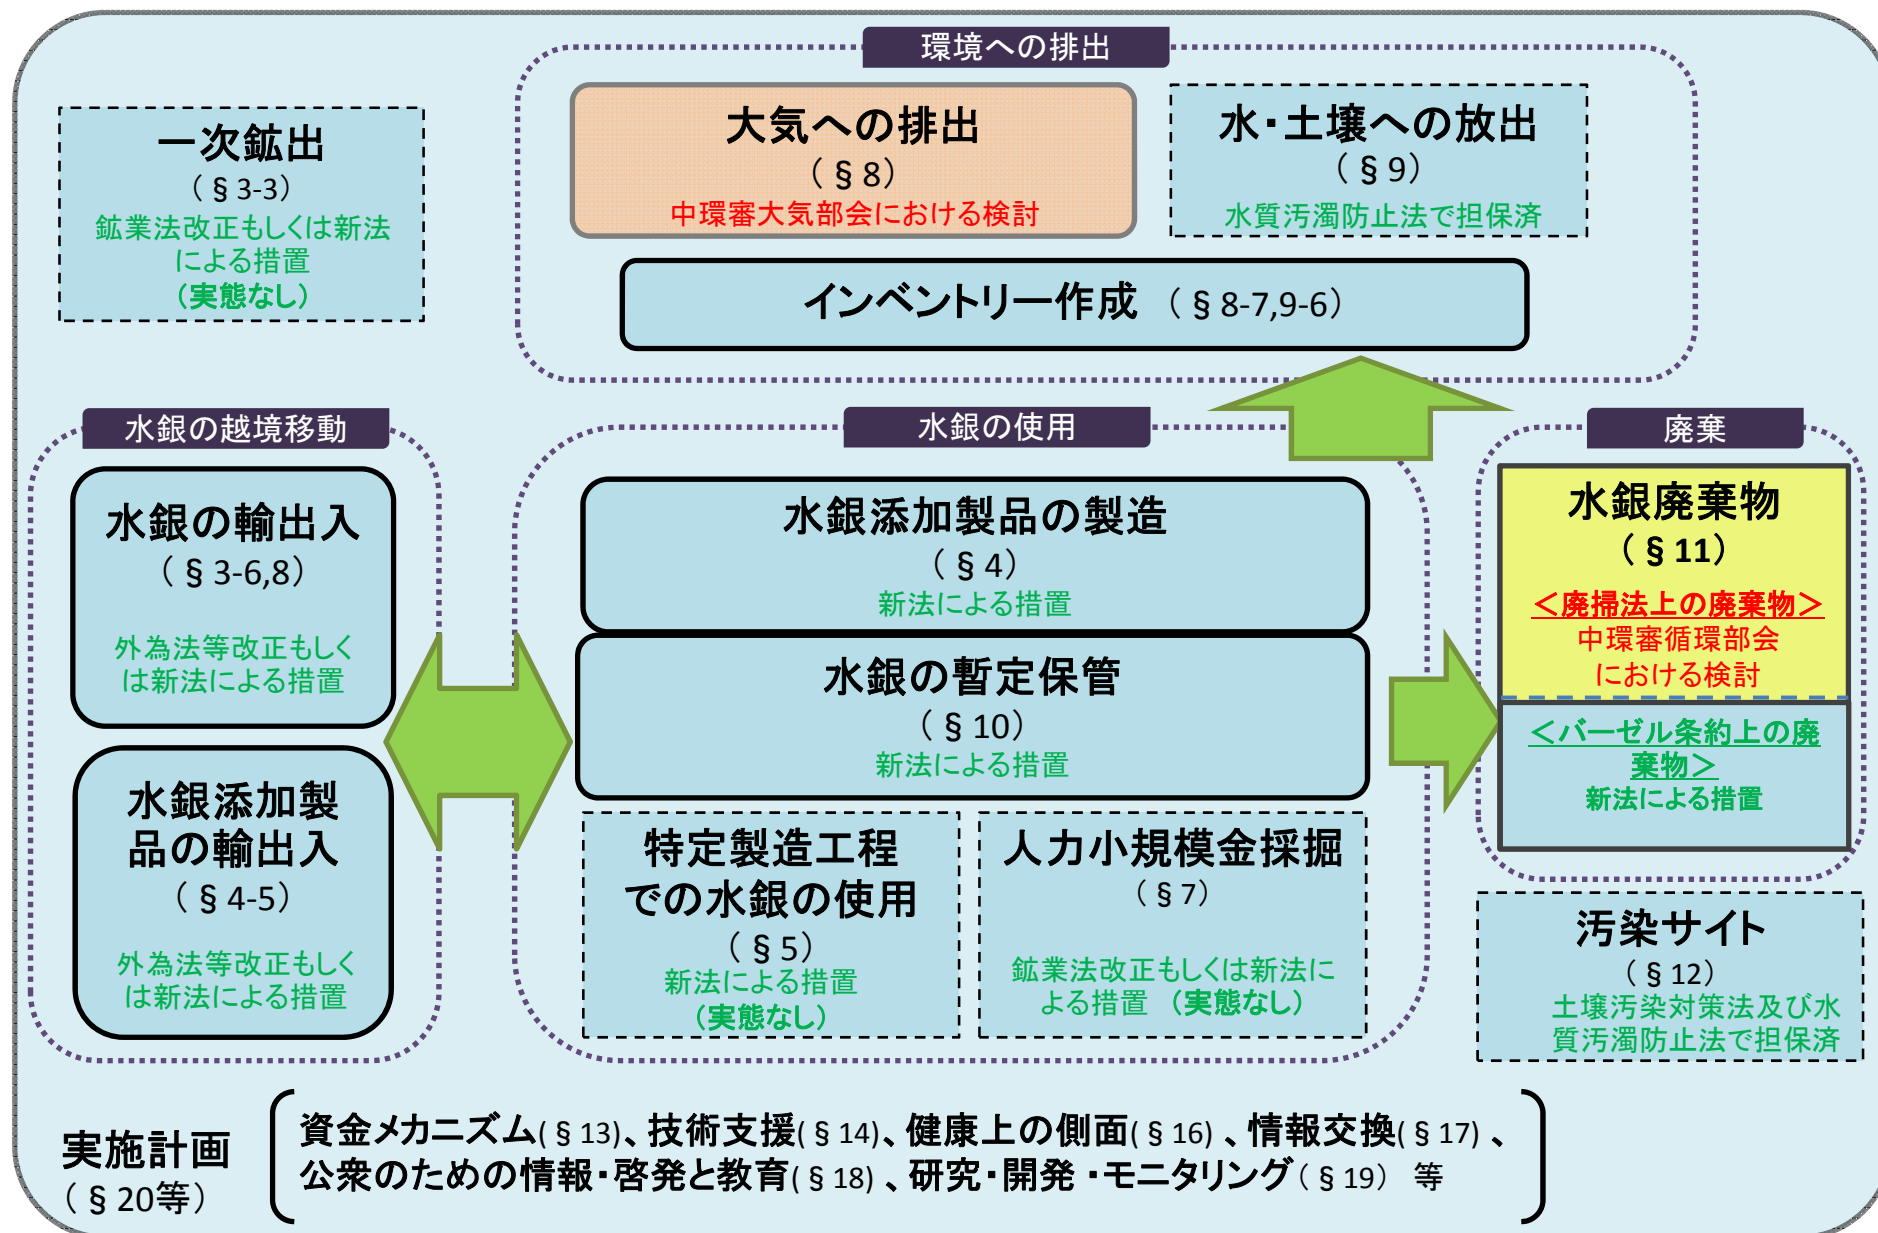 環境への排出
一次鉱出
（§3-3）
鉱業法改正もしくは新法
による措置
（実態なし）
大気への排出
（§8）
中環審大気部会における検討
水・土壌への放出
（§9）
水質汚濁防止法で担保済
インベントリー作成 （§8-7,9-6）
水銀の越境移動
水銀の輸出入
（§3-6,8）
外為法等改正もしく
は新法による措置
水銀添加製
品の輸出入
（§4-5）
外為法等改正もしく
は新法による措置
水銀の使用
水銀添加製品の製造
（§4）
新法による措置
水銀の暫定保管
（§10）
新法による措置
特定製造工程
での水銀の使用
（§5）
新法による措置
（実態なし）
人力小規模金採掘
（§7）
鉱業法改正もしくは新法に
よる措置 （実態なし）
廃棄
水銀廃棄物
（§11）
＜廃掃法上の廃棄物＞
中環審循環部会
における検討
＜バーゼル条約上の廃
棄物＞
新法による措置
汚染サイト
（§12）
土壌汚染対策法及び水
質汚濁防止法で担保済
実施計画
（§20等）
資金メカニズム(§13)、技術支援(§14)、健康上の側面(§16) 、情報交換(§17) 、
公衆のための情報・啓発と教育(§18) 、研究・開発・モニタリング（§19） 等